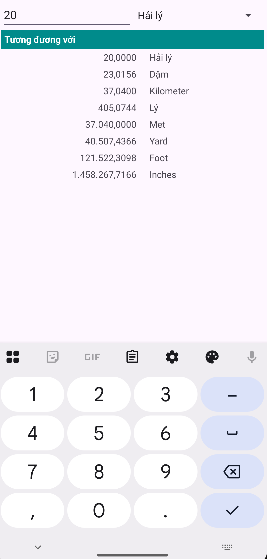 20 Hải lý
Tương đương với
20,0000 Hải lý
23,0156 Dặm
37,0400 Kilometer
405,0744 Lý
37.040,0000 Met
40.507,4366 Yard
121.522,3098 Foot
1.458.267,7166 Inches
GIF
1 2 3 –
4 5 6
7 8 9
, 0 .